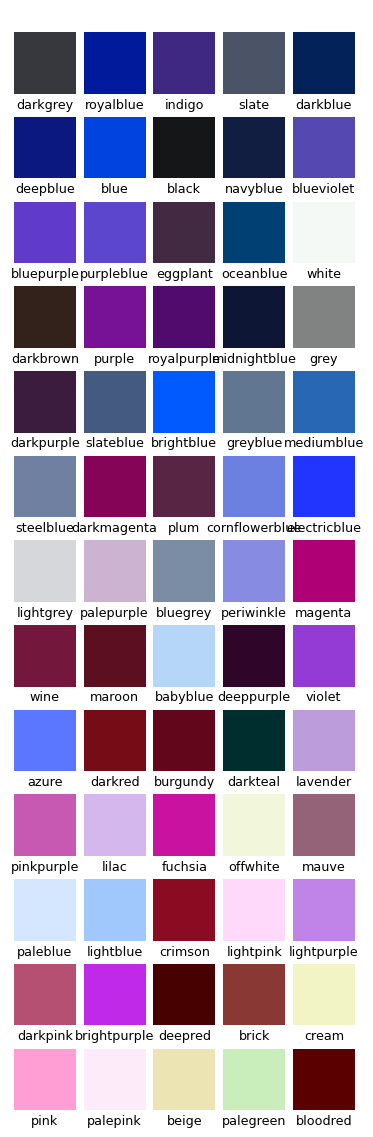 darkgrey royalblue indigo slate darkblue
deepblue blue black navyblue blueviolet
bluepurple purpleblue eggplant oceanblue white
darkbrown purple royalpurple midnightblue grey
darkpurple slateblue brightblue greyblue mediumblue
steelblue darkmagenta plum cornflowerblue electricblue
lightgrey palepurple bluegrey periwinkle magenta
wine maroon babyblue deeppurple violet
azure darkred burgundy darkteal lavender
pinkpurple lilac fuchsia offwhite mauve
paleblue lightblue crimson lightpink lightpurple
darkpink brightpurple deepred brick cream
pink palepink beige palegreen bloodred